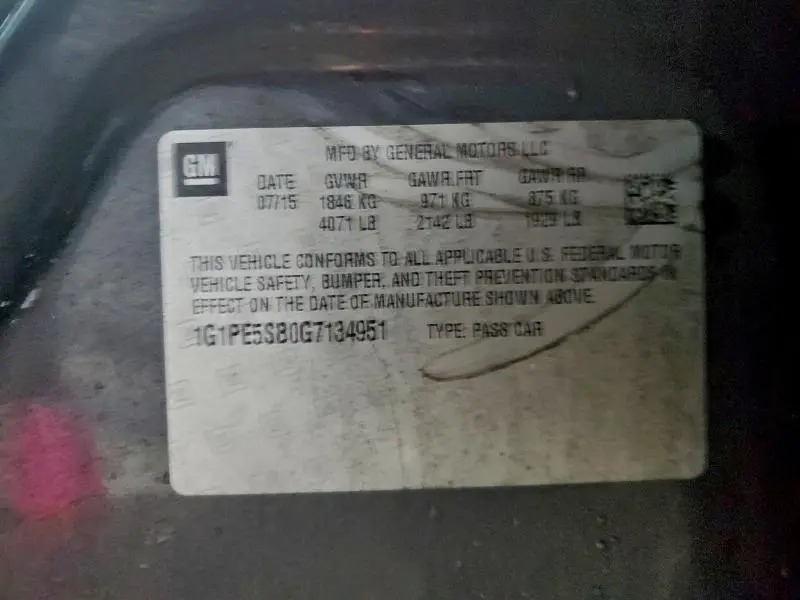 GM
MFD BY GENERAL MOTORS LLC
DATE GVWR GAWR FRT GAWR RR
07/15 1846 KG 971 KG 875 KG
4071 LB 2142 LB 1929 LB
THIS VEHICLE CONFORMS TO ALL APPLICABLE U.S. FEDERAL MOTOR
VEHICLE SAFETY, BUMPER, AND THEFT PREVENTION STANDARDS IN
EFFECT ON THE DATE OF MANUFACTURE SHOWN ABOVE.
1G1PE5SB0G7134951 TYPE: PASS CAR